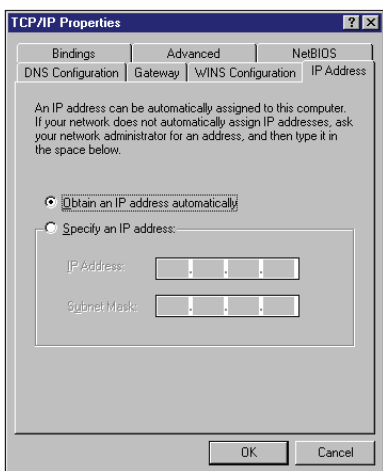 TCP/IP Properties
Bindings Advanced NetBIOS
DNS Configuration Gateway WINS Configuration IP Address
An IP address can be automatically assigned to this computer.
If your network does not automatically assign IP addresses, ask
your network administrator for an address, and then type it in
the space below.
Obtain an IP address automatically
Specify an IP address:
IP Address:
Subnet Mask:
OK Cancel